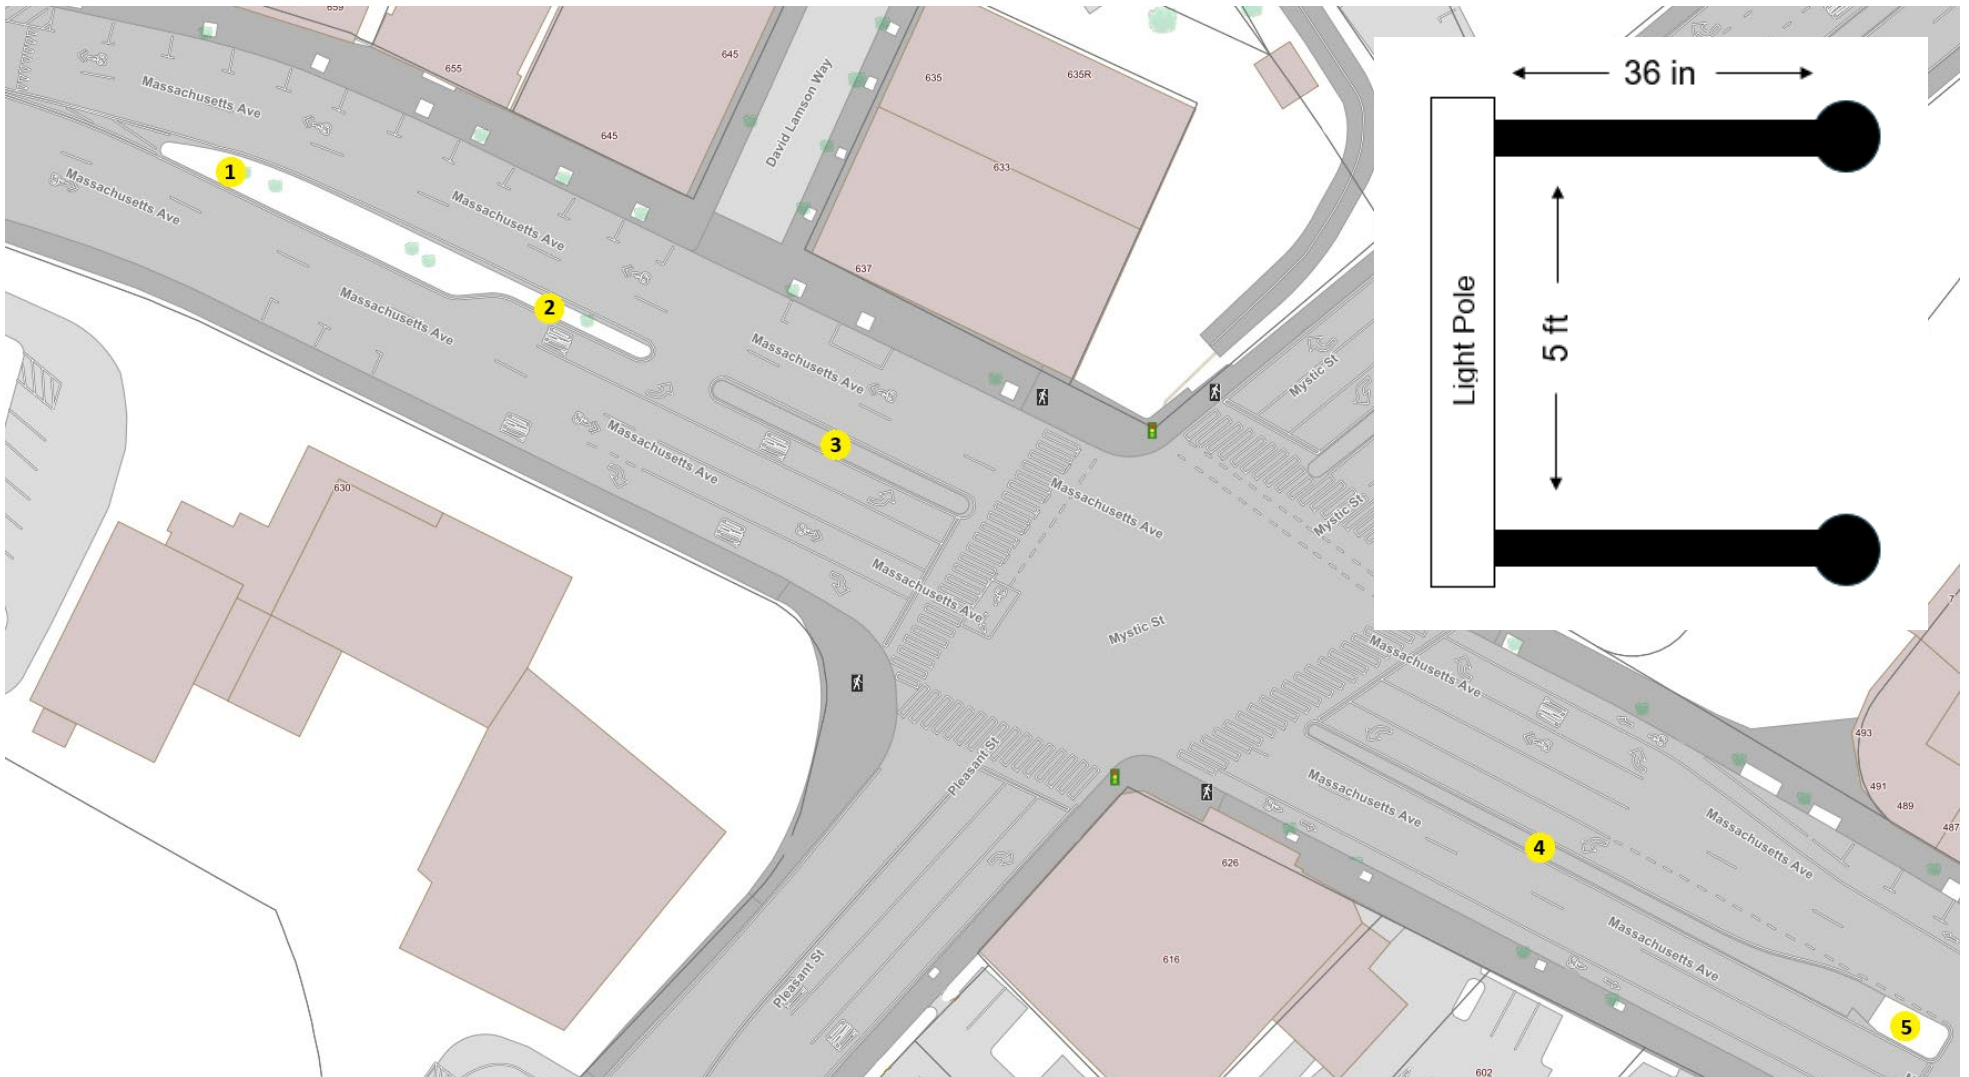 659
655
645
645
635
635R
633
637
David Lamson Way
Massachusetts Ave
Massachusetts Ave
Massachusetts Ave
Massachusetts Ave
Massachusetts Ave
Massachusetts Ave
Massachusetts Ave
Massachusetts Ave
1
2
3
630
Mystic St
Mystic St
Mystic St
36 in
Light Pole
5 ft
Massachusetts Ave
Massachusetts Ave
Massachusetts Ave
Massachusetts Ave
Pleasant St
Pleasant St
626
616
602
493
491
489
487
7
4
5